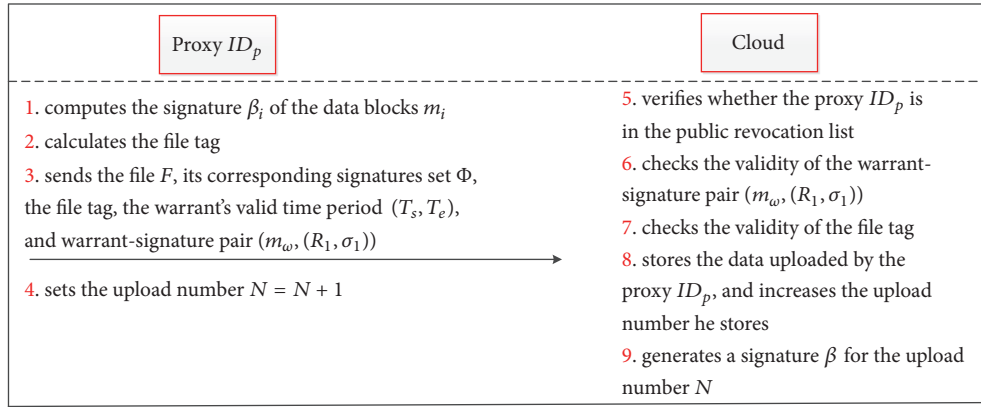 Proxy ID_p
Cloud
1. computes the signature β_i of the data blocks m_i
2. calculates the file tag
3. sends the file F, its corresponding signatures set Φ,
the file tag, the warrant's valid time period (T_s, T_e),
and warrant-signature pair (m_ω, (R_1, σ_1))
4. sets the upload number N = N + 1
5. verifies whether the proxy ID_p is
in the public revocation list
6. checks the validity of the warrant-
signature pair (m_ω, (R_1, σ_1))
7. checks the validity of the file tag
8. stores the data uploaded by the
proxy ID_p, and increases the upload
number he stores
9. generates a signature β for the upload
number N